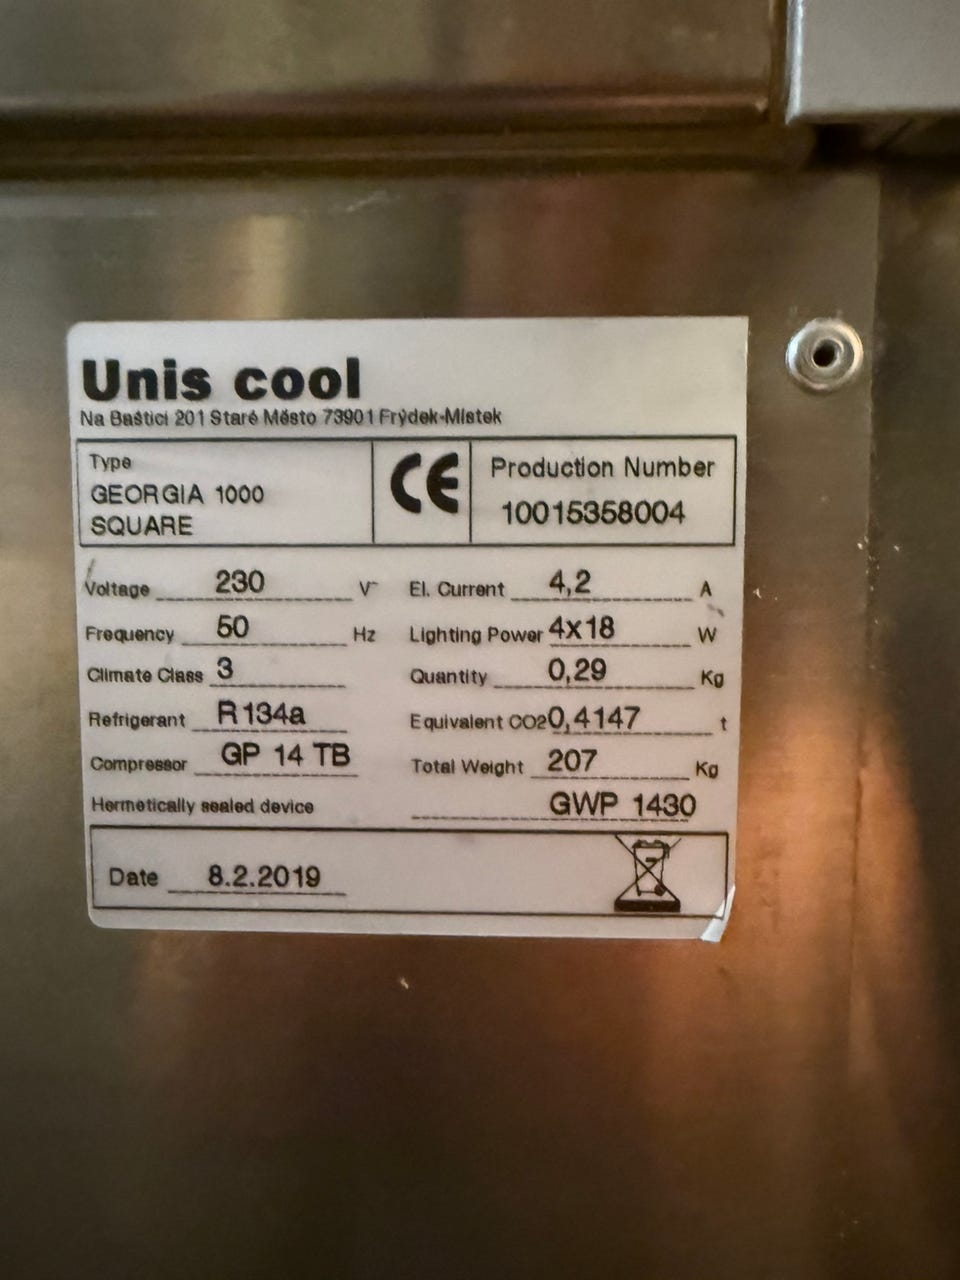 Unis cool
Na Baštici 201 Staré Město 73901 Frýdek-Místek
Type
GEORGIA 1000
SQUARE
CE
Production Number
10015358004
Voltage 230 V~ El. Current 4,2 A
Frequency 50 Hz Lighting Power 4x18 W
Climate Class 3 Quantity 0,29 Kg
Refrigerant R134a Equivalent CO2 0,4147 t
Compressor GP 14 TB Total Weight 207 Kg
Hermetically sealed device GWP 1430
Date 8.2.2019